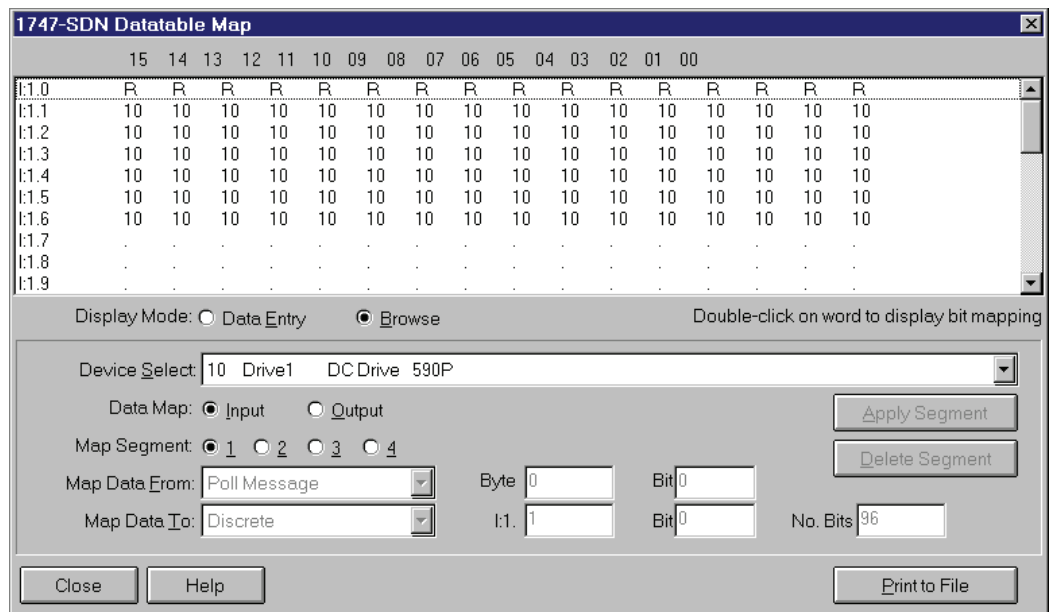 1747-SDN Datatable Map
15 14 13 12 11 10 09 08 07 06 05 04 03 02 01 00
I:1.0 R R R R R R R R R R R R R R R R
I:1.1 10 10 10 10 10 10 10 10 10 10 10 10 10 10 10 10
I:1.2 10 10 10 10 10 10 10 10 10 10 10 10 10 10 10 10
I:1.3 10 10 10 10 10 10 10 10 10 10 10 10 10 10 10 10
I:1.4 10 10 10 10 10 10 10 10 10 10 10 10 10 10 10 10
I:1.5 10 10 10 10 10 10 10 10 10 10 10 10 10 10 10 10
I:1.6 10 10 10 10 10 10 10 10 10 10 10 10 10 10 10 10
I:1.7 . . . . . . . . . . . . . . . .
I:1.8 . . . . . . . . . . . . . . . .
I:1.9 . . . . . . . . . . . . . . . .
Display Mode: Data Entry Browse Double-click on word to display bit mapping
Device Select: 10 Drive1 DC Drive 590P
Data Map: Input Output Apply Segment
Map Segment: 1 2 3 4 Delete Segment
Map Data From: Poll Message Byte 0 Bit 0
Map Data To: Discrete I:1. 1 Bit 0 No. Bits 96
Close Help Print to File